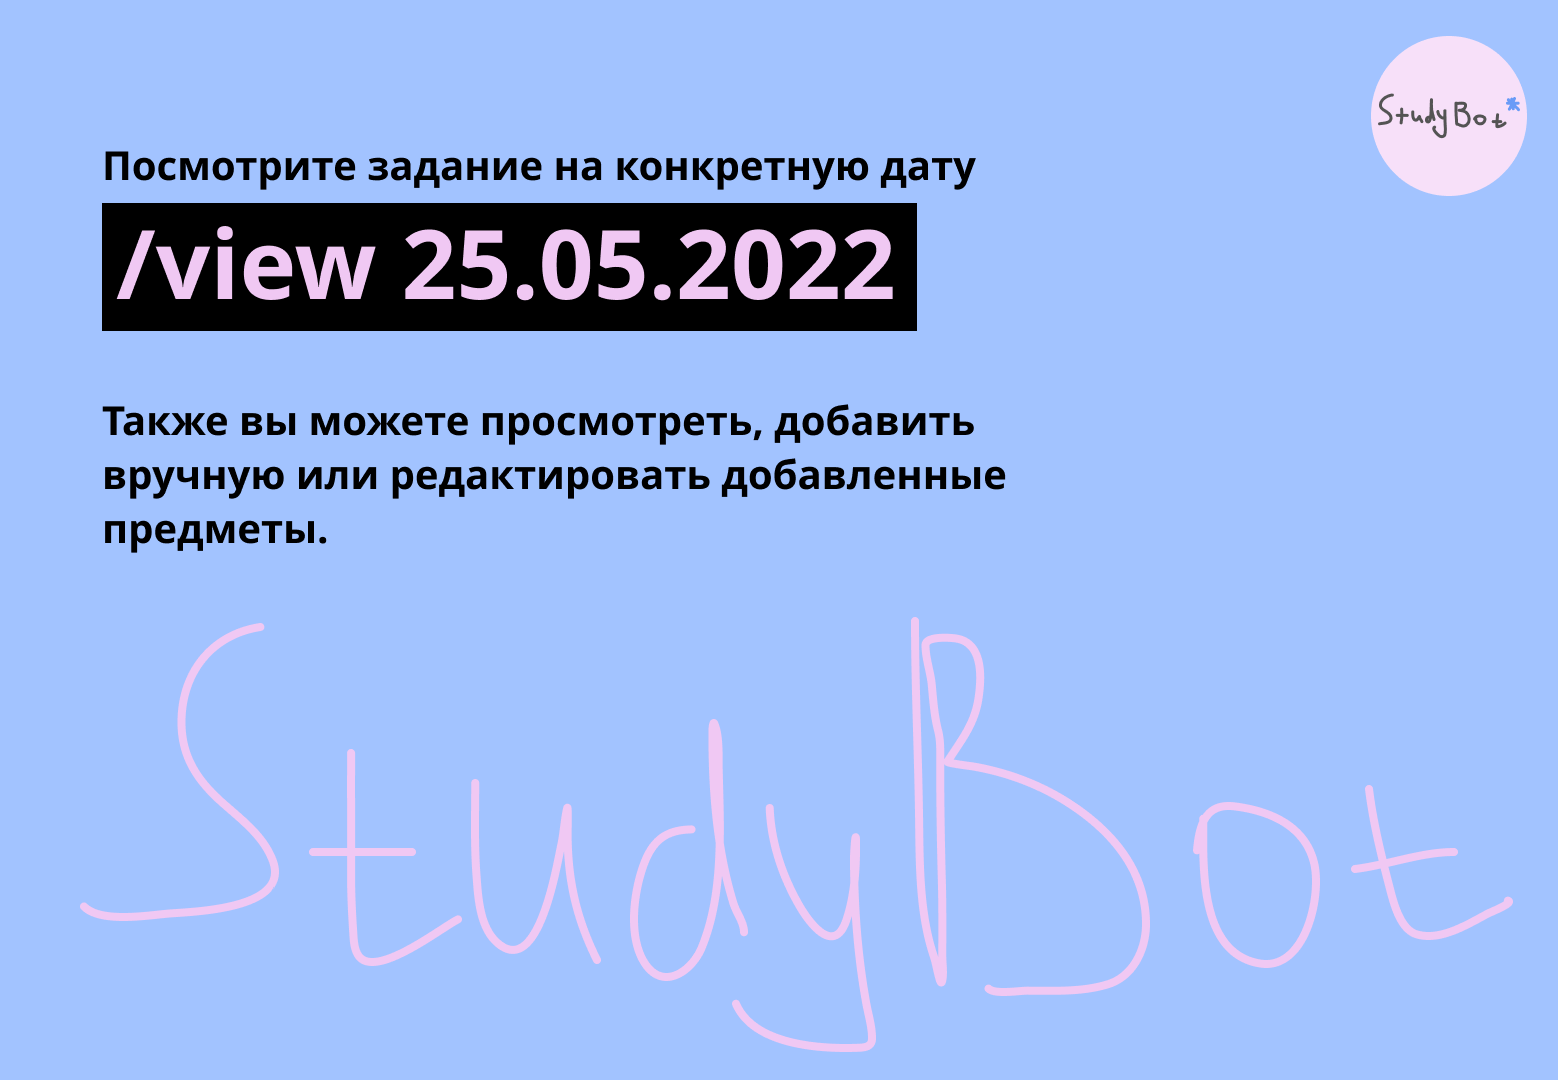 StudyBot*
Посмотрите задание на конкретную дату
/view 25.05.2022
Также вы можете просмотреть, добавить
вручную или редактировать добавленные
предметы.
StudyBot